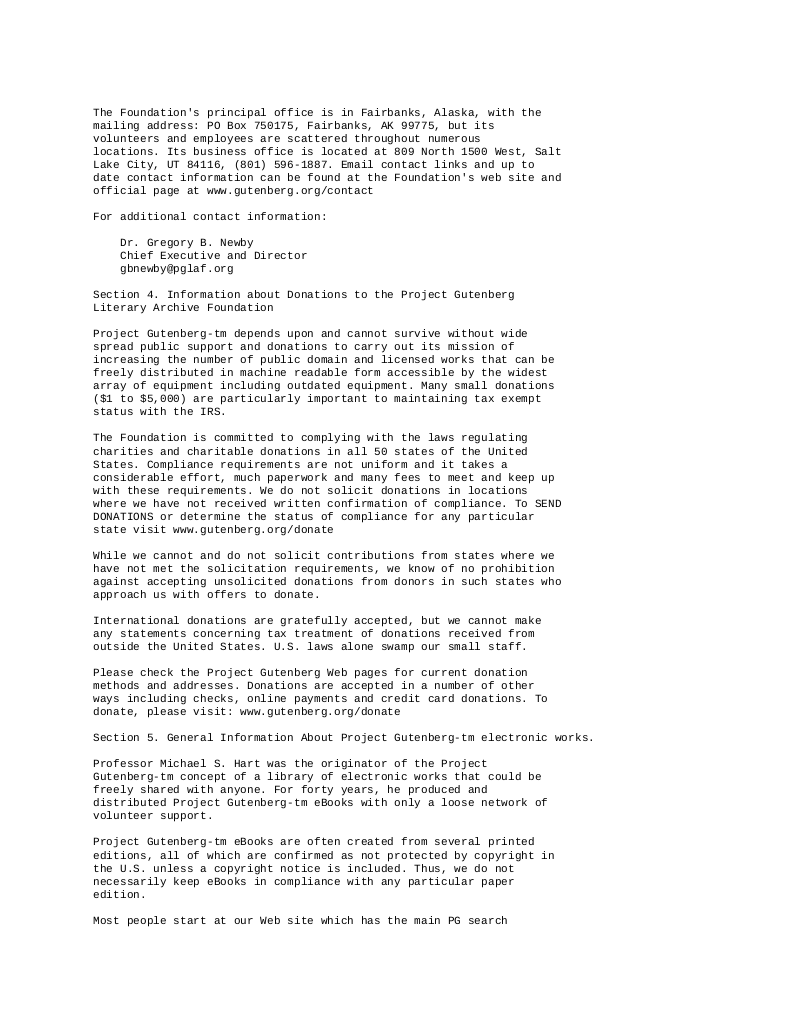 The Foundation's principal office is in Fairbanks, Alaska, with the
mailing address: PO Box 750175, Fairbanks, AK 99775, but its
volunteers and employees are scattered throughout numerous
locations. Its business office is located at 809 North 1500 West, Salt
Lake City, UT 84116, (801) 596-1887. Email contact links and up to
date contact information can be found at the Foundation's web site and
official page at www.gutenberg.org/contact

For additional contact information:

    Dr. Gregory B. Newby
    Chief Executive and Director
    gbnewby@pglaf.org

Section 4. Information about Donations to the Project Gutenberg
Literary Archive Foundation

Project Gutenberg-tm depends upon and cannot survive without wide
spread public support and donations to carry out its mission of
increasing the number of public domain and licensed works that can be
freely distributed in machine readable form accessible by the widest
array of equipment including outdated equipment. Many small donations
($1 to $5,000) are particularly important to maintaining tax exempt
status with the IRS.

The Foundation is committed to complying with the laws regulating
charities and charitable donations in all 50 states of the United
States. Compliance requirements are not uniform and it takes a
considerable effort, much paperwork and many fees to meet and keep up
with these requirements. We do not solicit donations in locations
where we have not received written confirmation of compliance. To SEND
DONATIONS or determine the status of compliance for any particular
state visit www.gutenberg.org/donate

While we cannot and do not solicit contributions from states where we
have not met the solicitation requirements, we know of no prohibition
against accepting unsolicited donations from donors in such states who
approach us with offers to donate.

International donations are gratefully accepted, but we cannot make
any statements concerning tax treatment of donations received from
outside the United States. U.S. laws alone swamp our small staff.

Please check the Project Gutenberg Web pages for current donation
methods and addresses. Donations are accepted in a number of other
ways including checks, online payments and credit card donations. To
donate, please visit: www.gutenberg.org/donate

Section 5. General Information About Project Gutenberg-tm electronic works.

Professor Michael S. Hart was the originator of the Project
Gutenberg-tm concept of a library of electronic works that could be
freely shared with anyone. For forty years, he produced and
distributed Project Gutenberg-tm eBooks with only a loose network of
volunteer support.

Project Gutenberg-tm eBooks are often created from several printed
editions, all of which are confirmed as not protected by copyright in
the U.S. unless a copyright notice is included. Thus, we do not
necessarily keep eBooks in compliance with any particular paper
edition.

Most people start at our Web site which has the main PG search